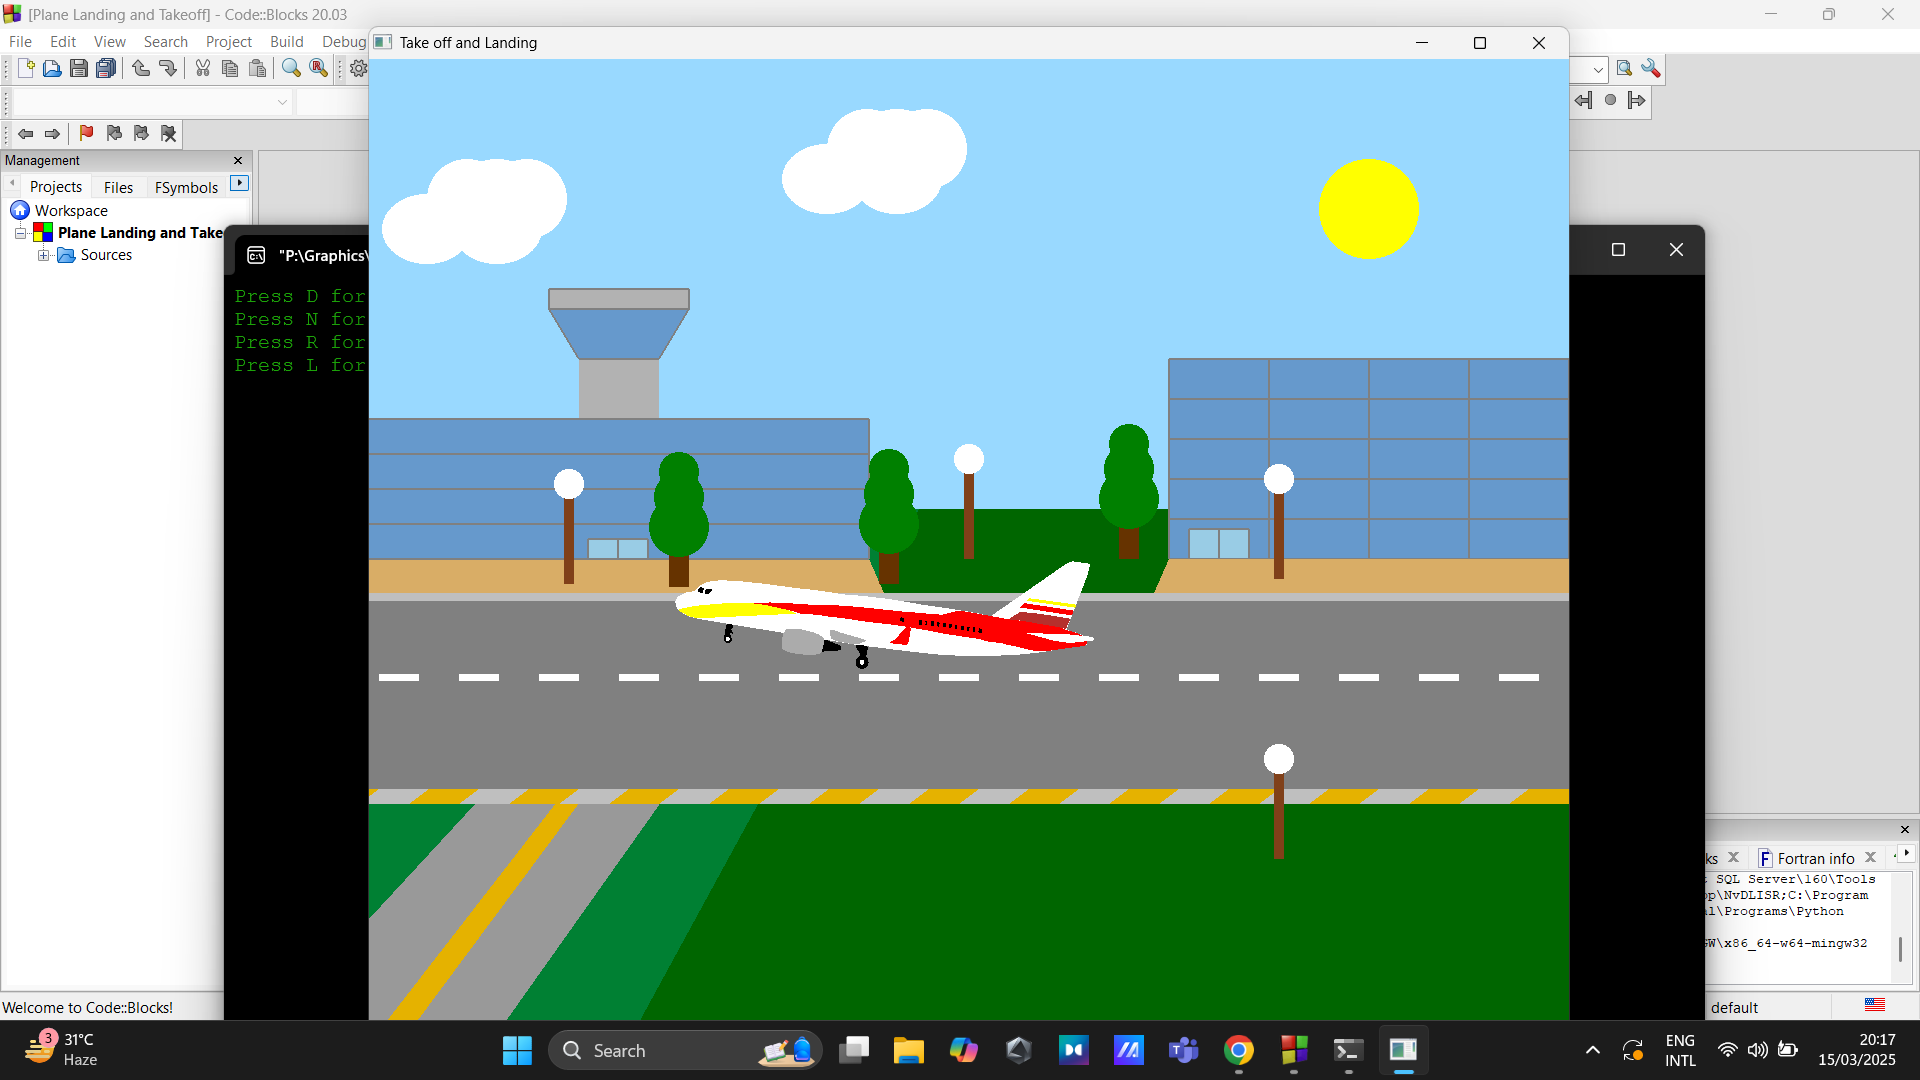 [Plane Landing and Takeoff] - Code::Blocks 20.03
File Edit View Search Project Build Debug
Take off and Landing
Management
Projects Files FSymbols
Workspace
Plane Landing and Take
Sources
"P:\Graphics\
Press D for
Press N for
Press R for
Press L for
ks Fortran info
SQL Server\160\Tools
op\NvDLISR;C:\Program
al\Programs\Python
GW\x86_64-w64-mingw32
Welcome to Code::Blocks!
default
3
31°C
Haze
Search
ENG
INTL
20:17
15/03/2025